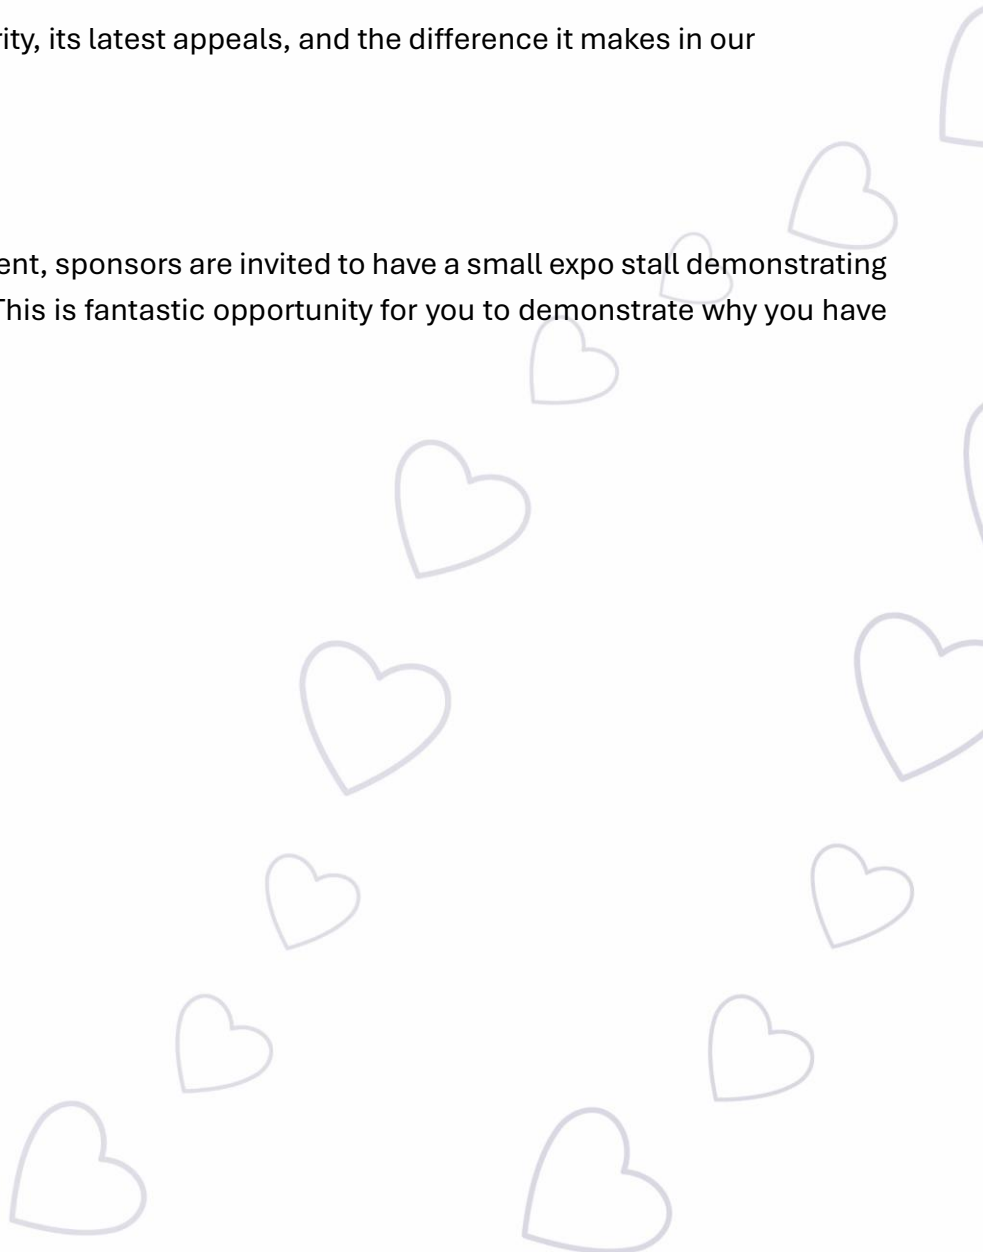 rity, its latest appeals, and the difference it makes in our
ent, sponsors are invited to have a small expo stall demonstrating
This is fantastic opportunity for you to demonstrate why you have